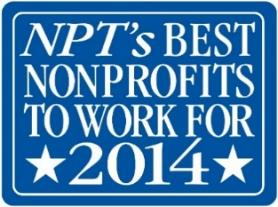 NPT's BEST
NONPROFITS
TO WORK FOR
★ 2014 ★